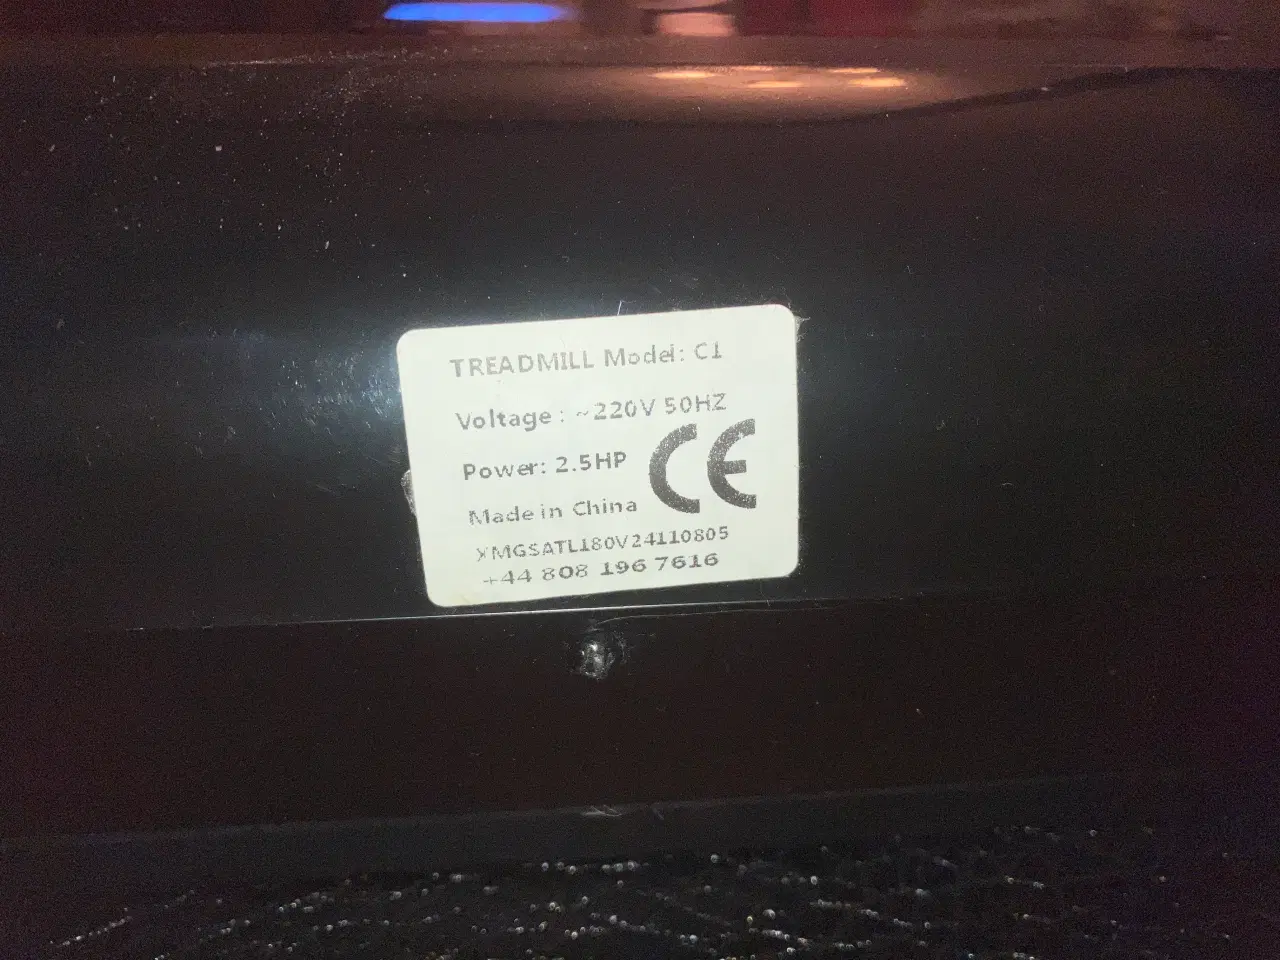 TREADMILL Model: C1
Voltage : ~220V 50HZ
Power: 2.5HP
CE
Made in China
XMGSATL180V24110805
+44 808 196 7616